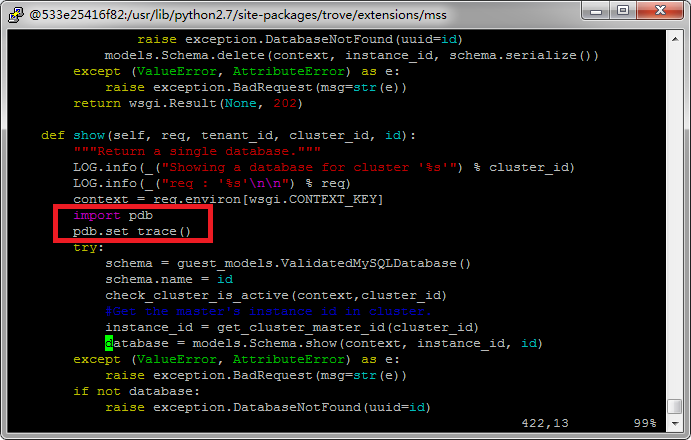 @533e25416f82:/usr/lib/python2.7/site-packages/trove/extensions/mss
            raise exception.DatabaseNotFound(uuid=id)
        models.Schema.delete(context, instance_id, schema.serialize())
    except (ValueError, AttributeError) as e:
        raise exception.BadRequest(msg=str(e))
    return wsgi.Result(None, 202)

def show(self, req, tenant_id, cluster_id, id):
    """Return a single database."""
    LOG.info(_("Showing a database for cluster '%s'") % cluster_id)
    LOG.info(_("req : '%s'\n\n") % req)
    context = req.environ[wsgi.CONTEXT_KEY]
    import pdb
    pdb.set_trace()
    try:
        schema = guest_models.ValidatedMySQLDatabase()
        schema.name = id
        check_cluster_is_active(context,cluster_id)
        #Get the master's instance id in cluster.
        instance_id = get_cluster_master_id(cluster_id)
        database = models.Schema.show(context, instance_id, id)
    except (ValueError, AttributeError) as e:
        raise exception.BadRequest(msg=str(e))
    if not database:
        raise exception.DatabaseNotFound(uuid=id)
422,13 99%